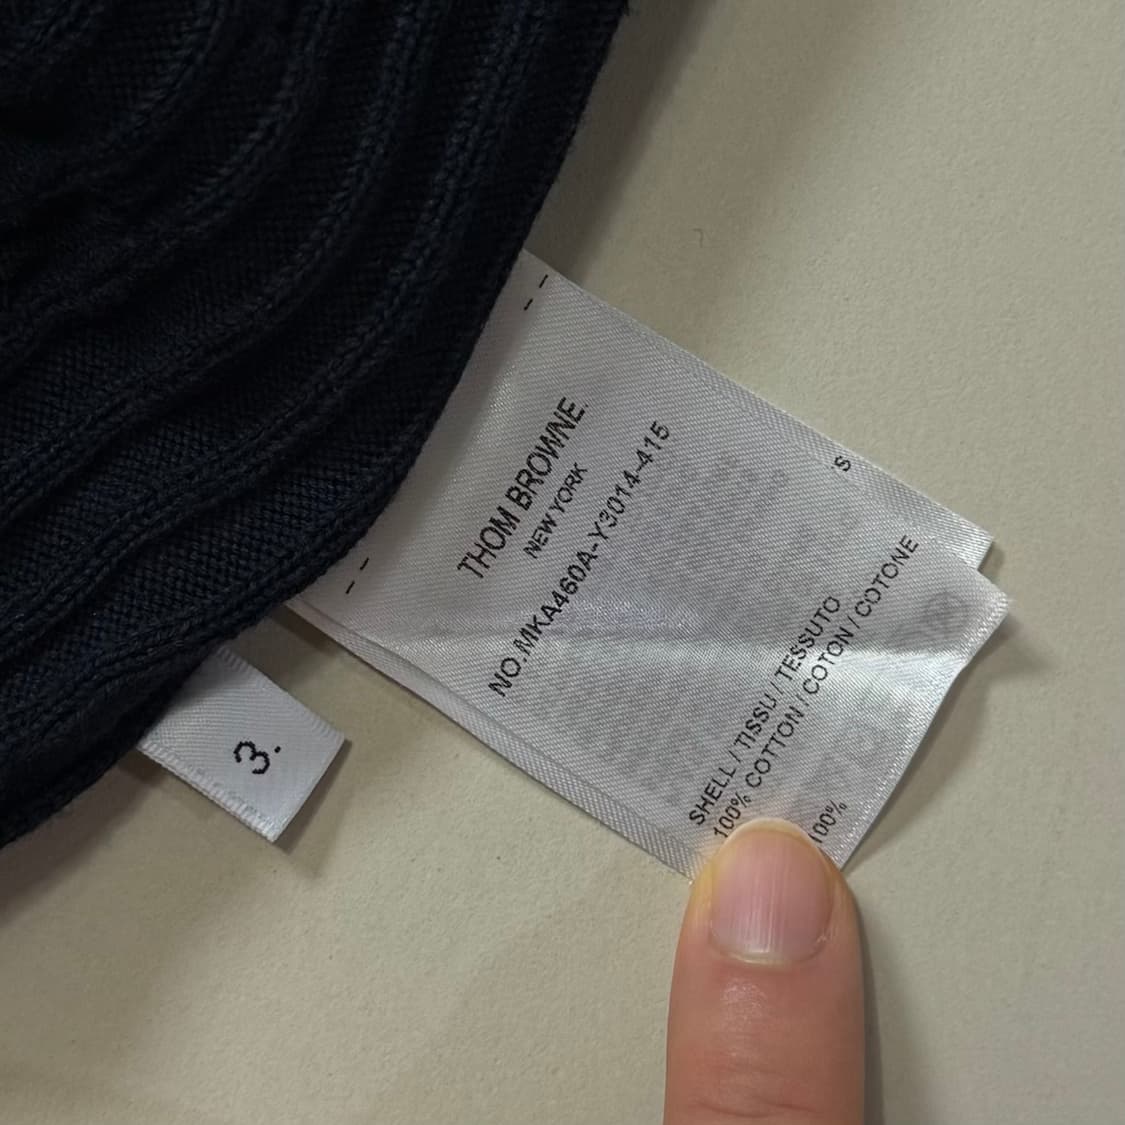 THOM BROWNE.
NEW YORK
NO.MKA460A-Y3014-415
SHELL / TISSU / TESSUTO
100% COTTON / COTON / COTONE
100%
S
3.